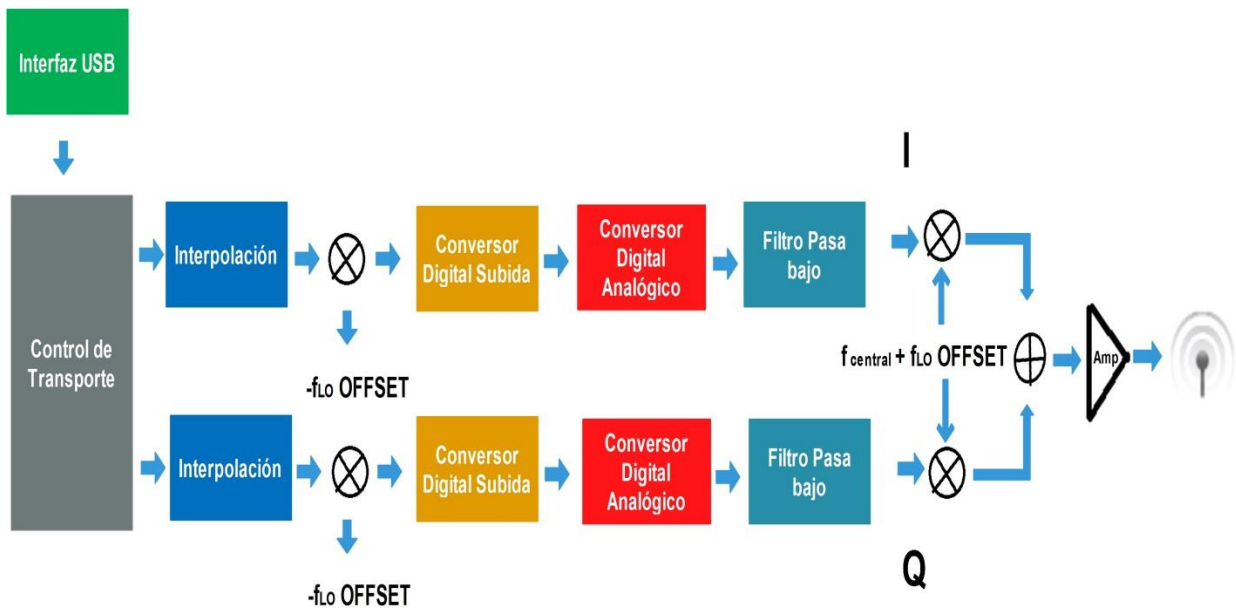 Interfaz USB
I
Interpolación
Conversor
Digital Subida
Conversor
Digital
Analógico
Filtro Pasa
bajo
Control de
Transporte
-fLO OFFSET
f central + fLO OFFSET
Amp
Interpolación
Conversor
Digital Subida
Conversor
Digital
Analógico
Filtro Pasa
bajo
-fLO OFFSET
Q